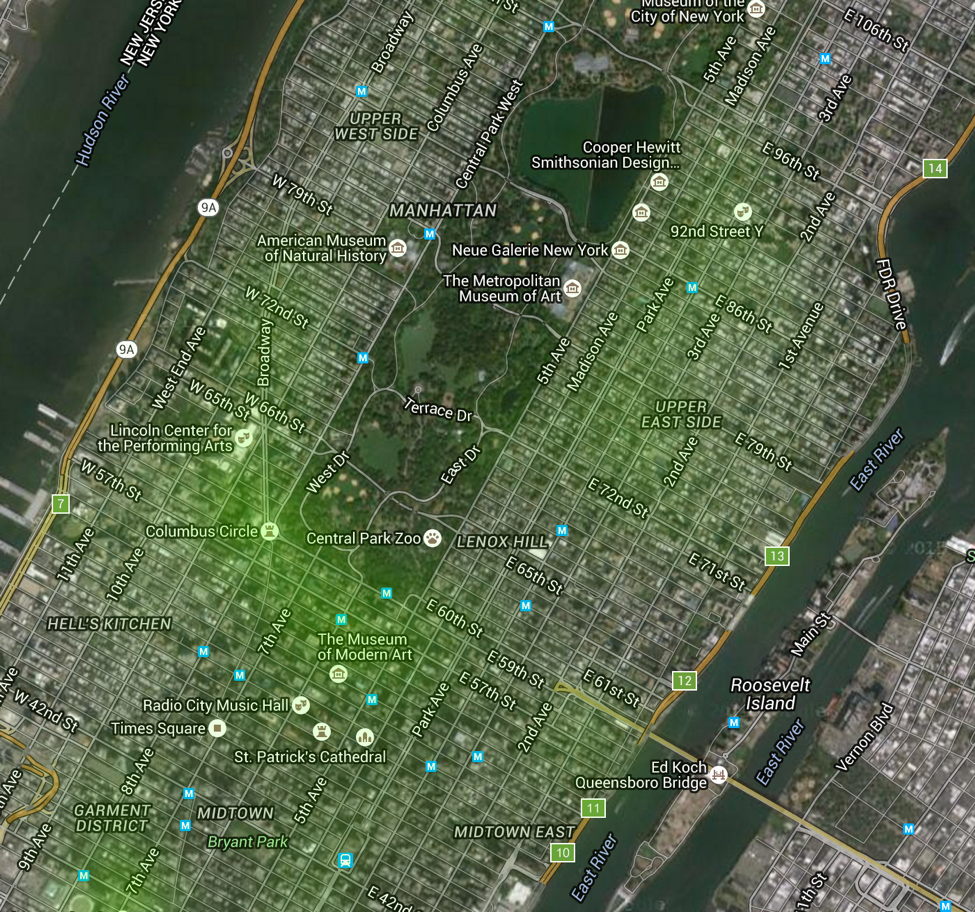 NEW JERS
NEW YORK
Hudson River
Broadway
Columbus Ave
Central Park West
th St
Museum of the
City of New York
5th Ave
Madison Ave
E 106th St
3rd Ave
UPPER
WEST SIDE
W 79th St
9A
MANHATTAN
American Museum
of Natural History
Cooper Hewitt
Smithsonian Design...
E 96th St
14
2nd Ave
92nd Street Y
Neue Galerie New York
The Metropolitan
Museum of Art
FDR Drive
W 72nd St
Park Ave
E 86th St
3rd Ave
1st Avenue
9A
West End Ave
Broadway
5th Ave
Madison Ave
W 65th St
W 66th St
Terrace Dr
UPPER
EAST SIDE
Lincoln Center for
the Performing Arts
West Dr
East Dr
2nd Ave
E 79th St
East River
W 57th St
7
E 72nd St
Columbus Circle
Central Park Zoo
LENOX HILL
E 71st St
13
11th Ave
10th Ave
E 65th St
HELL'S KITCHEN
7th Ave
E 60th St
Main St
The Museum
of Modern Art
E 59th St
E 57th St
E 61st St
12
Roosevelt
Island
W 42nd St
Radio City Music Hall
Times Square
St. Patrick's Cathedral
Park Ave
2nd Ave
East River
Vernon Blvd
Ed Koch
Queensboro Bridge
8th Ave
5th Ave
GARMENT
DISTRICT
MIDTOWN
Bryant Park
11
MIDTOWN EAST
10
9th Ave
7th Ave
East River
E 42nd
1th St